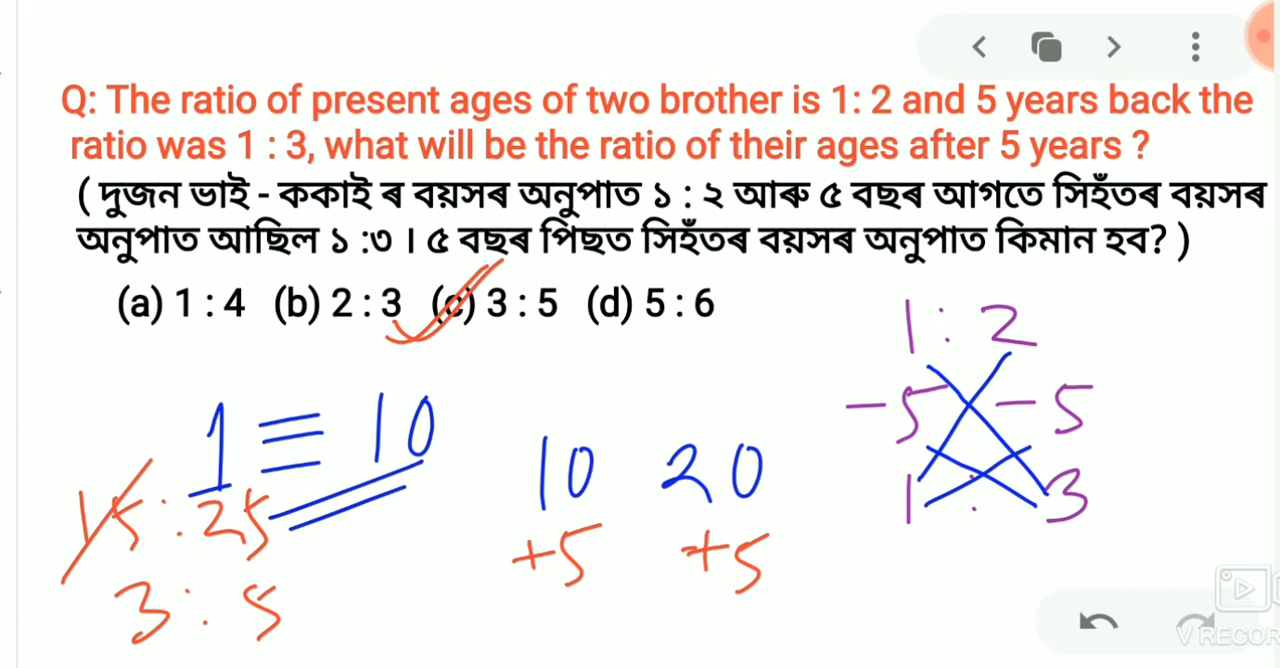 Q: The ratio of present ages of two brother is 1: 2 and 5 years back the
ratio was 1 : 3, what will be the ratio of their ages after 5 years ?
( দুজন ভাই - ককাই ৰ বয়সৰ অনুপাত ১ : ২ আৰু ৫ বছৰ আগতে সিহঁতৰ বয়সৰ
অনুপাত আছিল ১ :৩ । ৫ বছৰ পিছত সিহঁতৰ বয়সৰ অনুপাত কিমান হব? )
(a) 1 : 4 (b) 2 : 3 (c) 3 : 5 (d) 5 : 6
1 : 2
-5 -5
1 : 3
1 ≡ 10
10 20
+5 +5
15 : 25
3 : 5
V RECOR